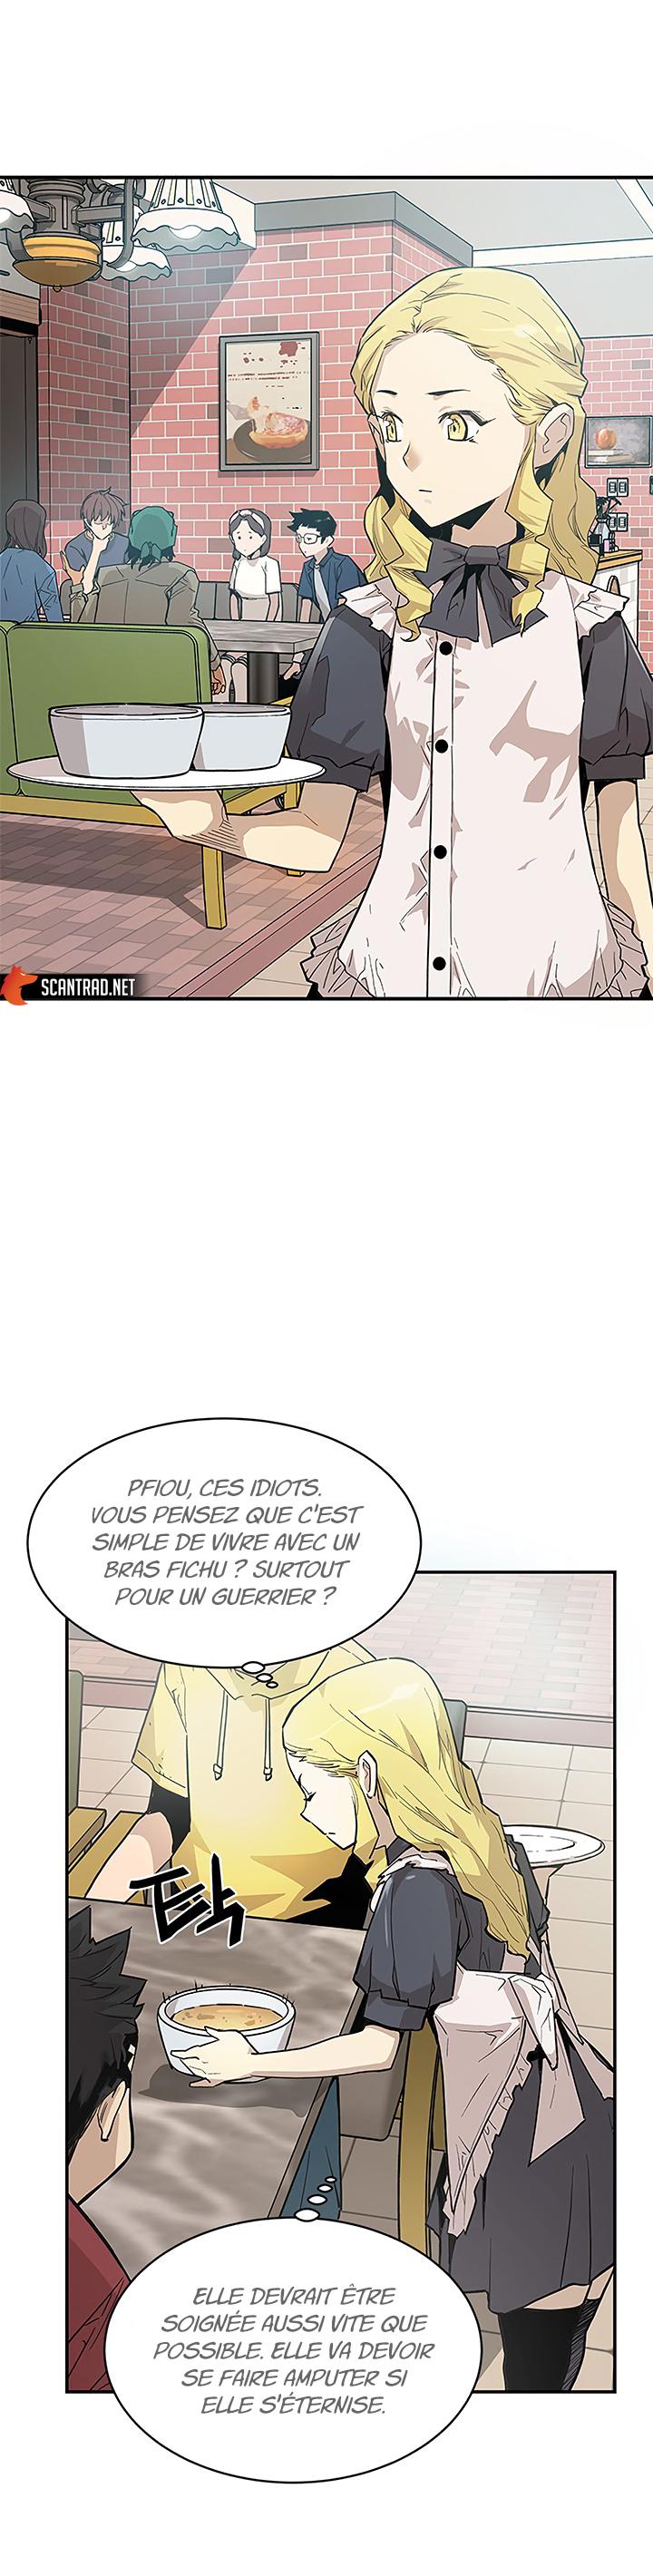 SCANTRAD.NET
PFIOU, CES IDIOTS.
VOUS PENSEZ QUE C'EST
SIMPLE DE VIVRE AVEC UN
BRAS FICHU ? SURTOUT
POUR UN GUERRIER ?
탁
ELLE DEVRAIT ÊTRE
SOIGNÉE AUSSI VITE QUE
POSSIBLE. ELLE VA DEVOIR
SE FAIRE AMPUTER SI
ELLE S'ÉTERNISE.